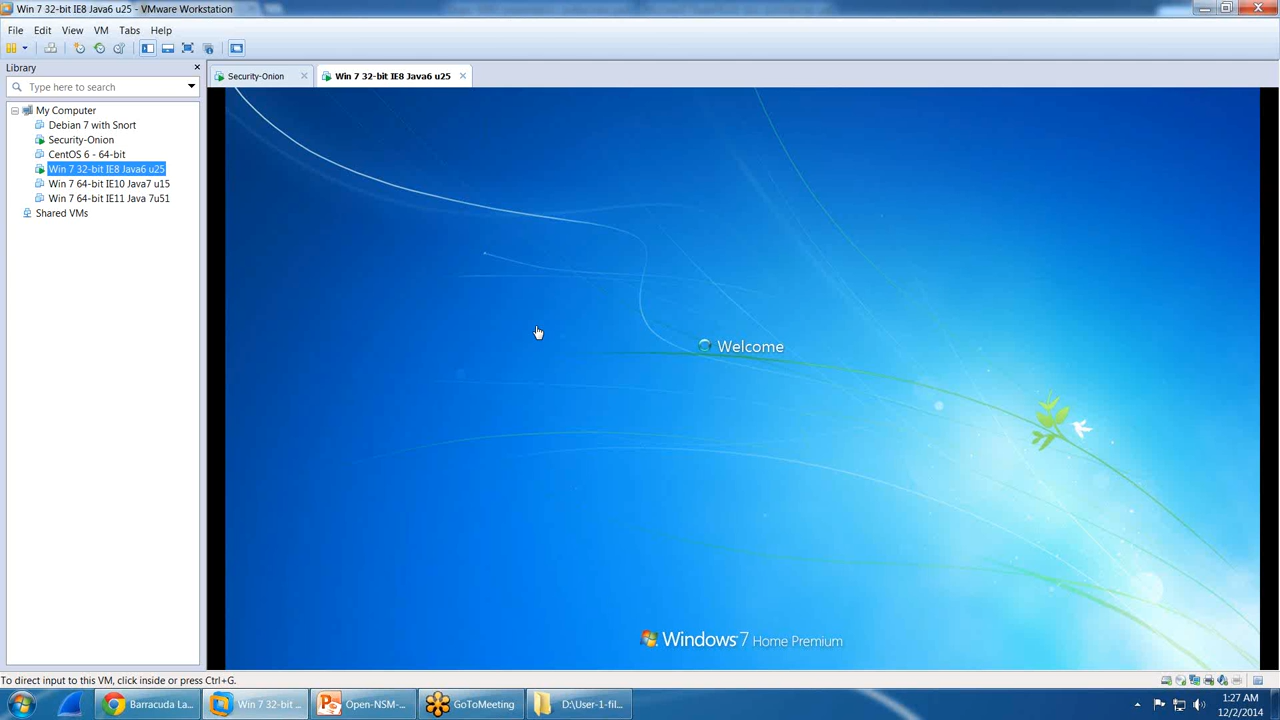 Win 7 32-bit IE8 Java6 u25 - VMware Workstation
File Edit View VM Tabs Help
Library
Type here to search
My Computer
Debian 7 with Snort
Security-Onion
CentOS 6 - 64-bit
Win 7 32-bit IE8 Java6 u25
Win 7 64-bit IE10 Java7 u15
Win 7 64-bit IE11 Java 7u51
Shared VMs
Security-Onion
Win 7 32-bit IE8 Java6 u25
Welcome
Windows 7 Home Premium
To direct input to this VM, click inside or press Ctrl+G.
Barracuda La...
Win 7 32-bit ...
Open-NSM-...
GoToMeeting
D:\User-1-fil...
1:27 AM
12/2/2014